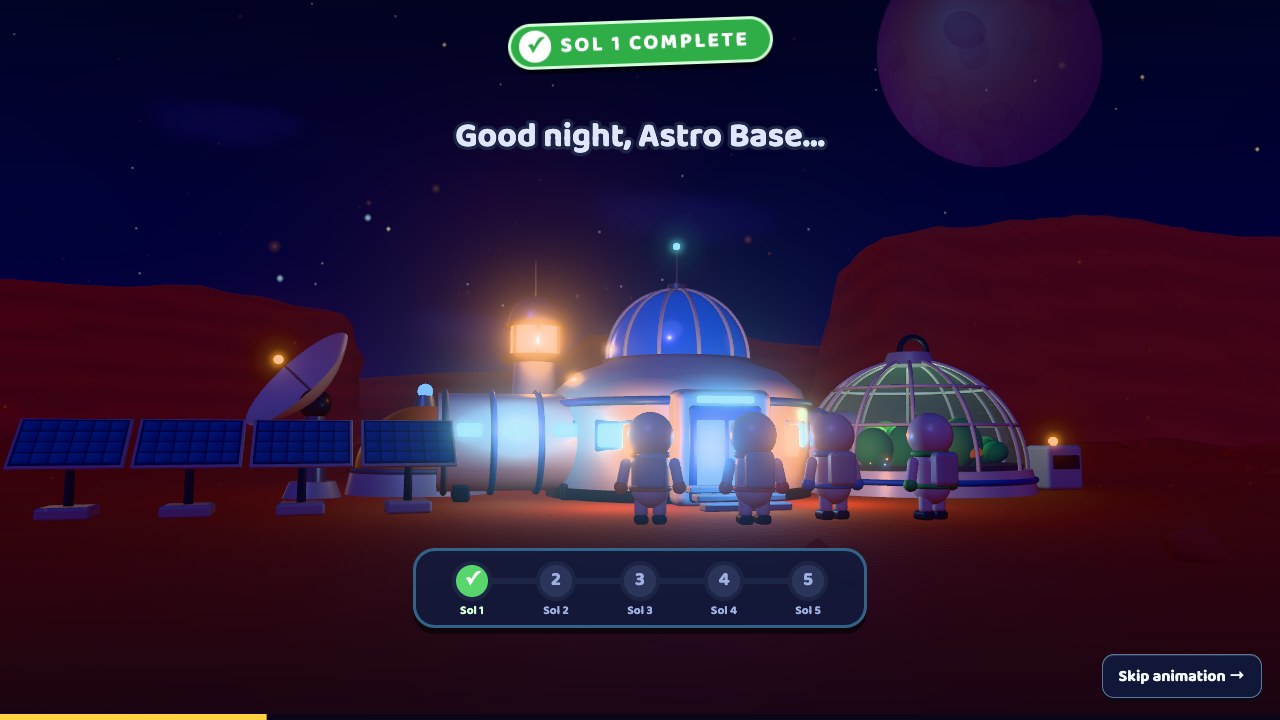 SOL 1 COMPLETE
Good night, Astro Base...
2 3 4 5
Sol 1 Sol 2 Sol 3 Sol 4 Sol 5
Skip animation →